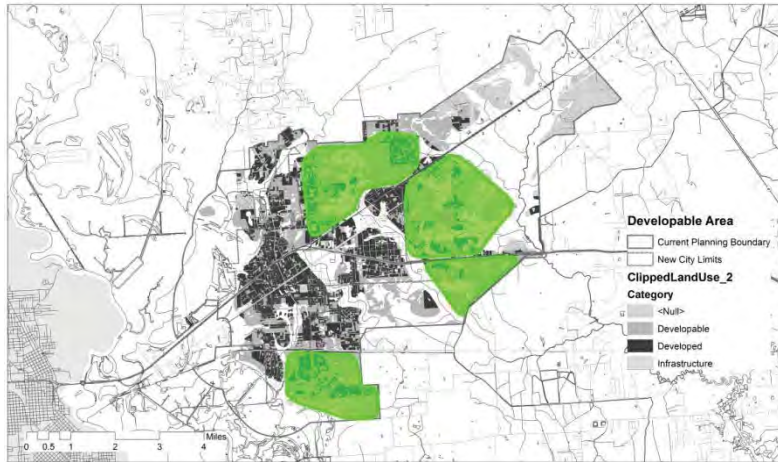 Developable Area
Current Planning Boundary
New City Limits
ClippedLandUse_2
Category
<Null>
Developable
Developed
Infrastructure
Miles
0 0.5 1 2 3 4